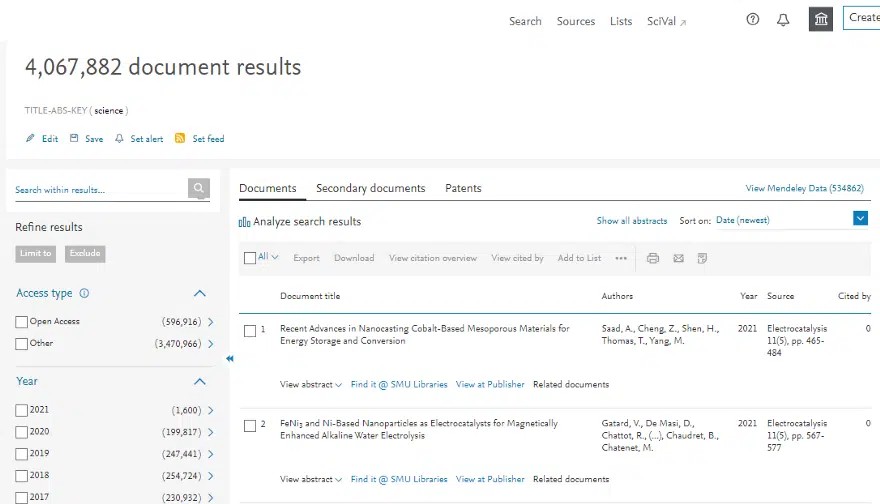 Search Sources Lists SciVal ↗ Create
4,067,882 document results
TITLE-ABS-KEY ( science )
Edit Save Set alert Set feed
Search within results...
Documents Secondary documents Patents View Mendeley Data (534862)
Refine results
Analyze search results Show all abstracts Sort on: Date (newest)
Limit to Exclude
All Export Download View citation overview View cited by Add to List •••
Access type
Document title Authors Year Source Cited by
Open Access (596,916)
Other (3,470,966)
1 Recent Advances in Nanocasting Cobalt-Based Mesoporous Materials for Saad, A., Cheng, Z., Shen, H., 2021 Electrocatalysis 0
Energy Storage and Conversion Thomas, T., Yang, M. 11(5), pp. 465-
484
Year
View abstract Find it @ SMU Libraries View at Publisher Related documents
2021 (1,600)
2020 (199,817)
2019 (247,441)
2018 (254,724)
2017 (230,932)
2 FeNi₃ and Ni-Based Nanoparticles as Electrocatalysts for Magnetically Gatard, V., De Masi, D., 2021 Electrocatalysis 0
Enhanced Alkaline Water Electrolysis Chattot, R., (...), Chaudret, B., 11(5), pp. 567-
Chatenet, M. 577
View abstract Find it @ SMU Libraries View at Publisher Related documents